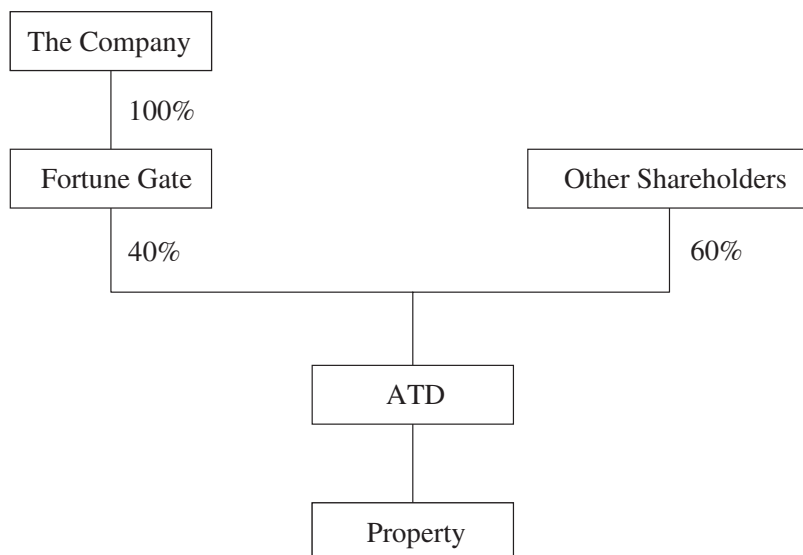 The Company
100%
Fortune Gate
Other Shareholders
40%
60%
ATD
Property